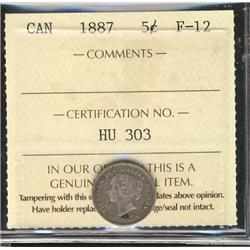 CAN 1887 5¢ F-12
— COMMENTS —
— CERTIFICATION NO. —
HU 303
IN OUR O THIS IS A
GENUIN L ITEM.
Tampering with this s dates above opinion.
Have holder replac ge/seal not intact.